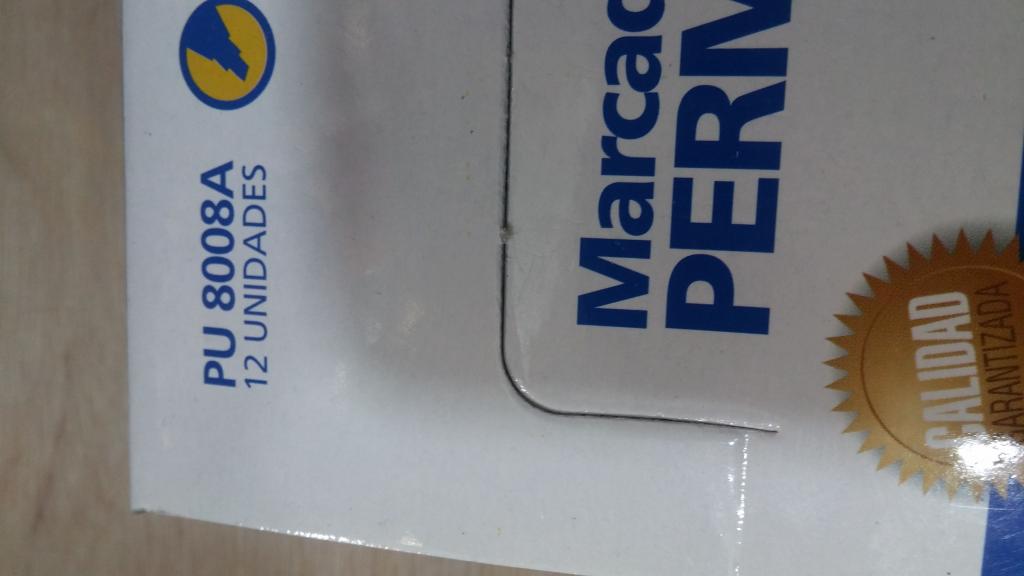 PU 8008A
12 UNIDADES
Marcad
PERM
CALIDAD
GARANTIZADA